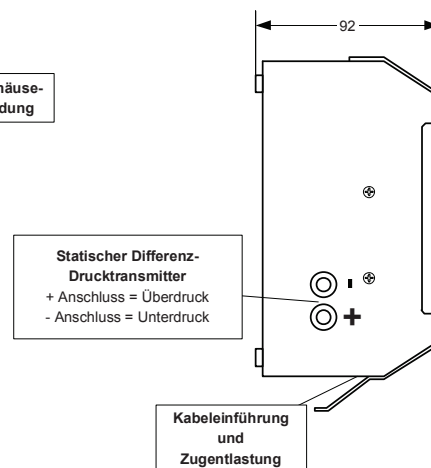 92
häuse-
dung
Statischer Differenz-
Drucktransmitter
+ Anschluss = Überdruck
- Anschluss = Unterdruck
-
+
Kabeleinführung
und
Zugentlastung